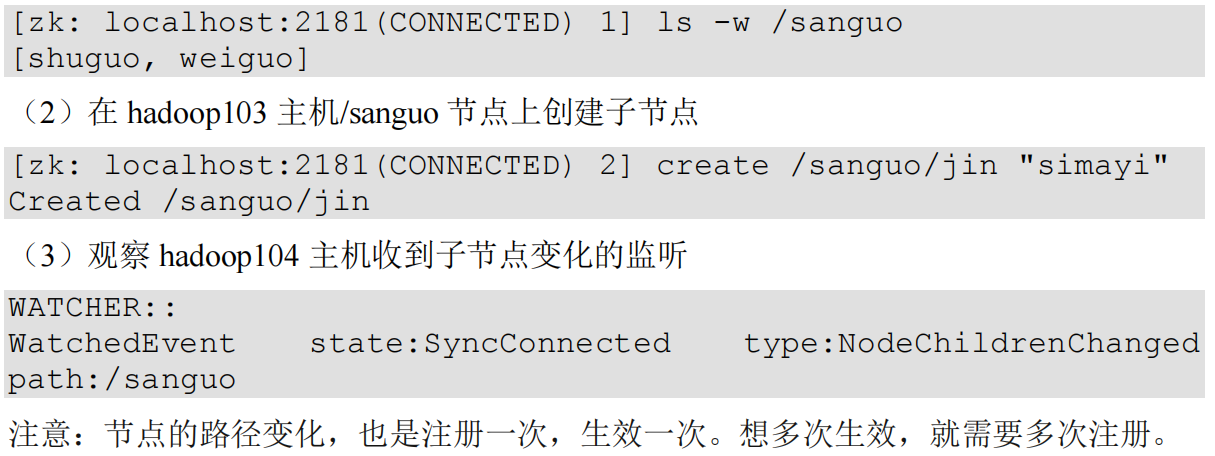 [zk: localhost:2181(CONNECTED) 1] ls -w /sanguo
[shuguo, weiguo]
（2）在 hadoop103 主机/sanguo 节点上创建子节点
[zk: localhost:2181(CONNECTED) 2] create /sanguo/jin "simayi"
Created /sanguo/jin
（3）观察 hadoop104 主机收到子节点变化的监听
WATCHER::
WatchedEvent state:SyncConnected type:NodeChildrenChanged
path:/sanguo
注意：节点的路径变化，也是注册一次，生效一次。想多次生效，就需要多次注册。